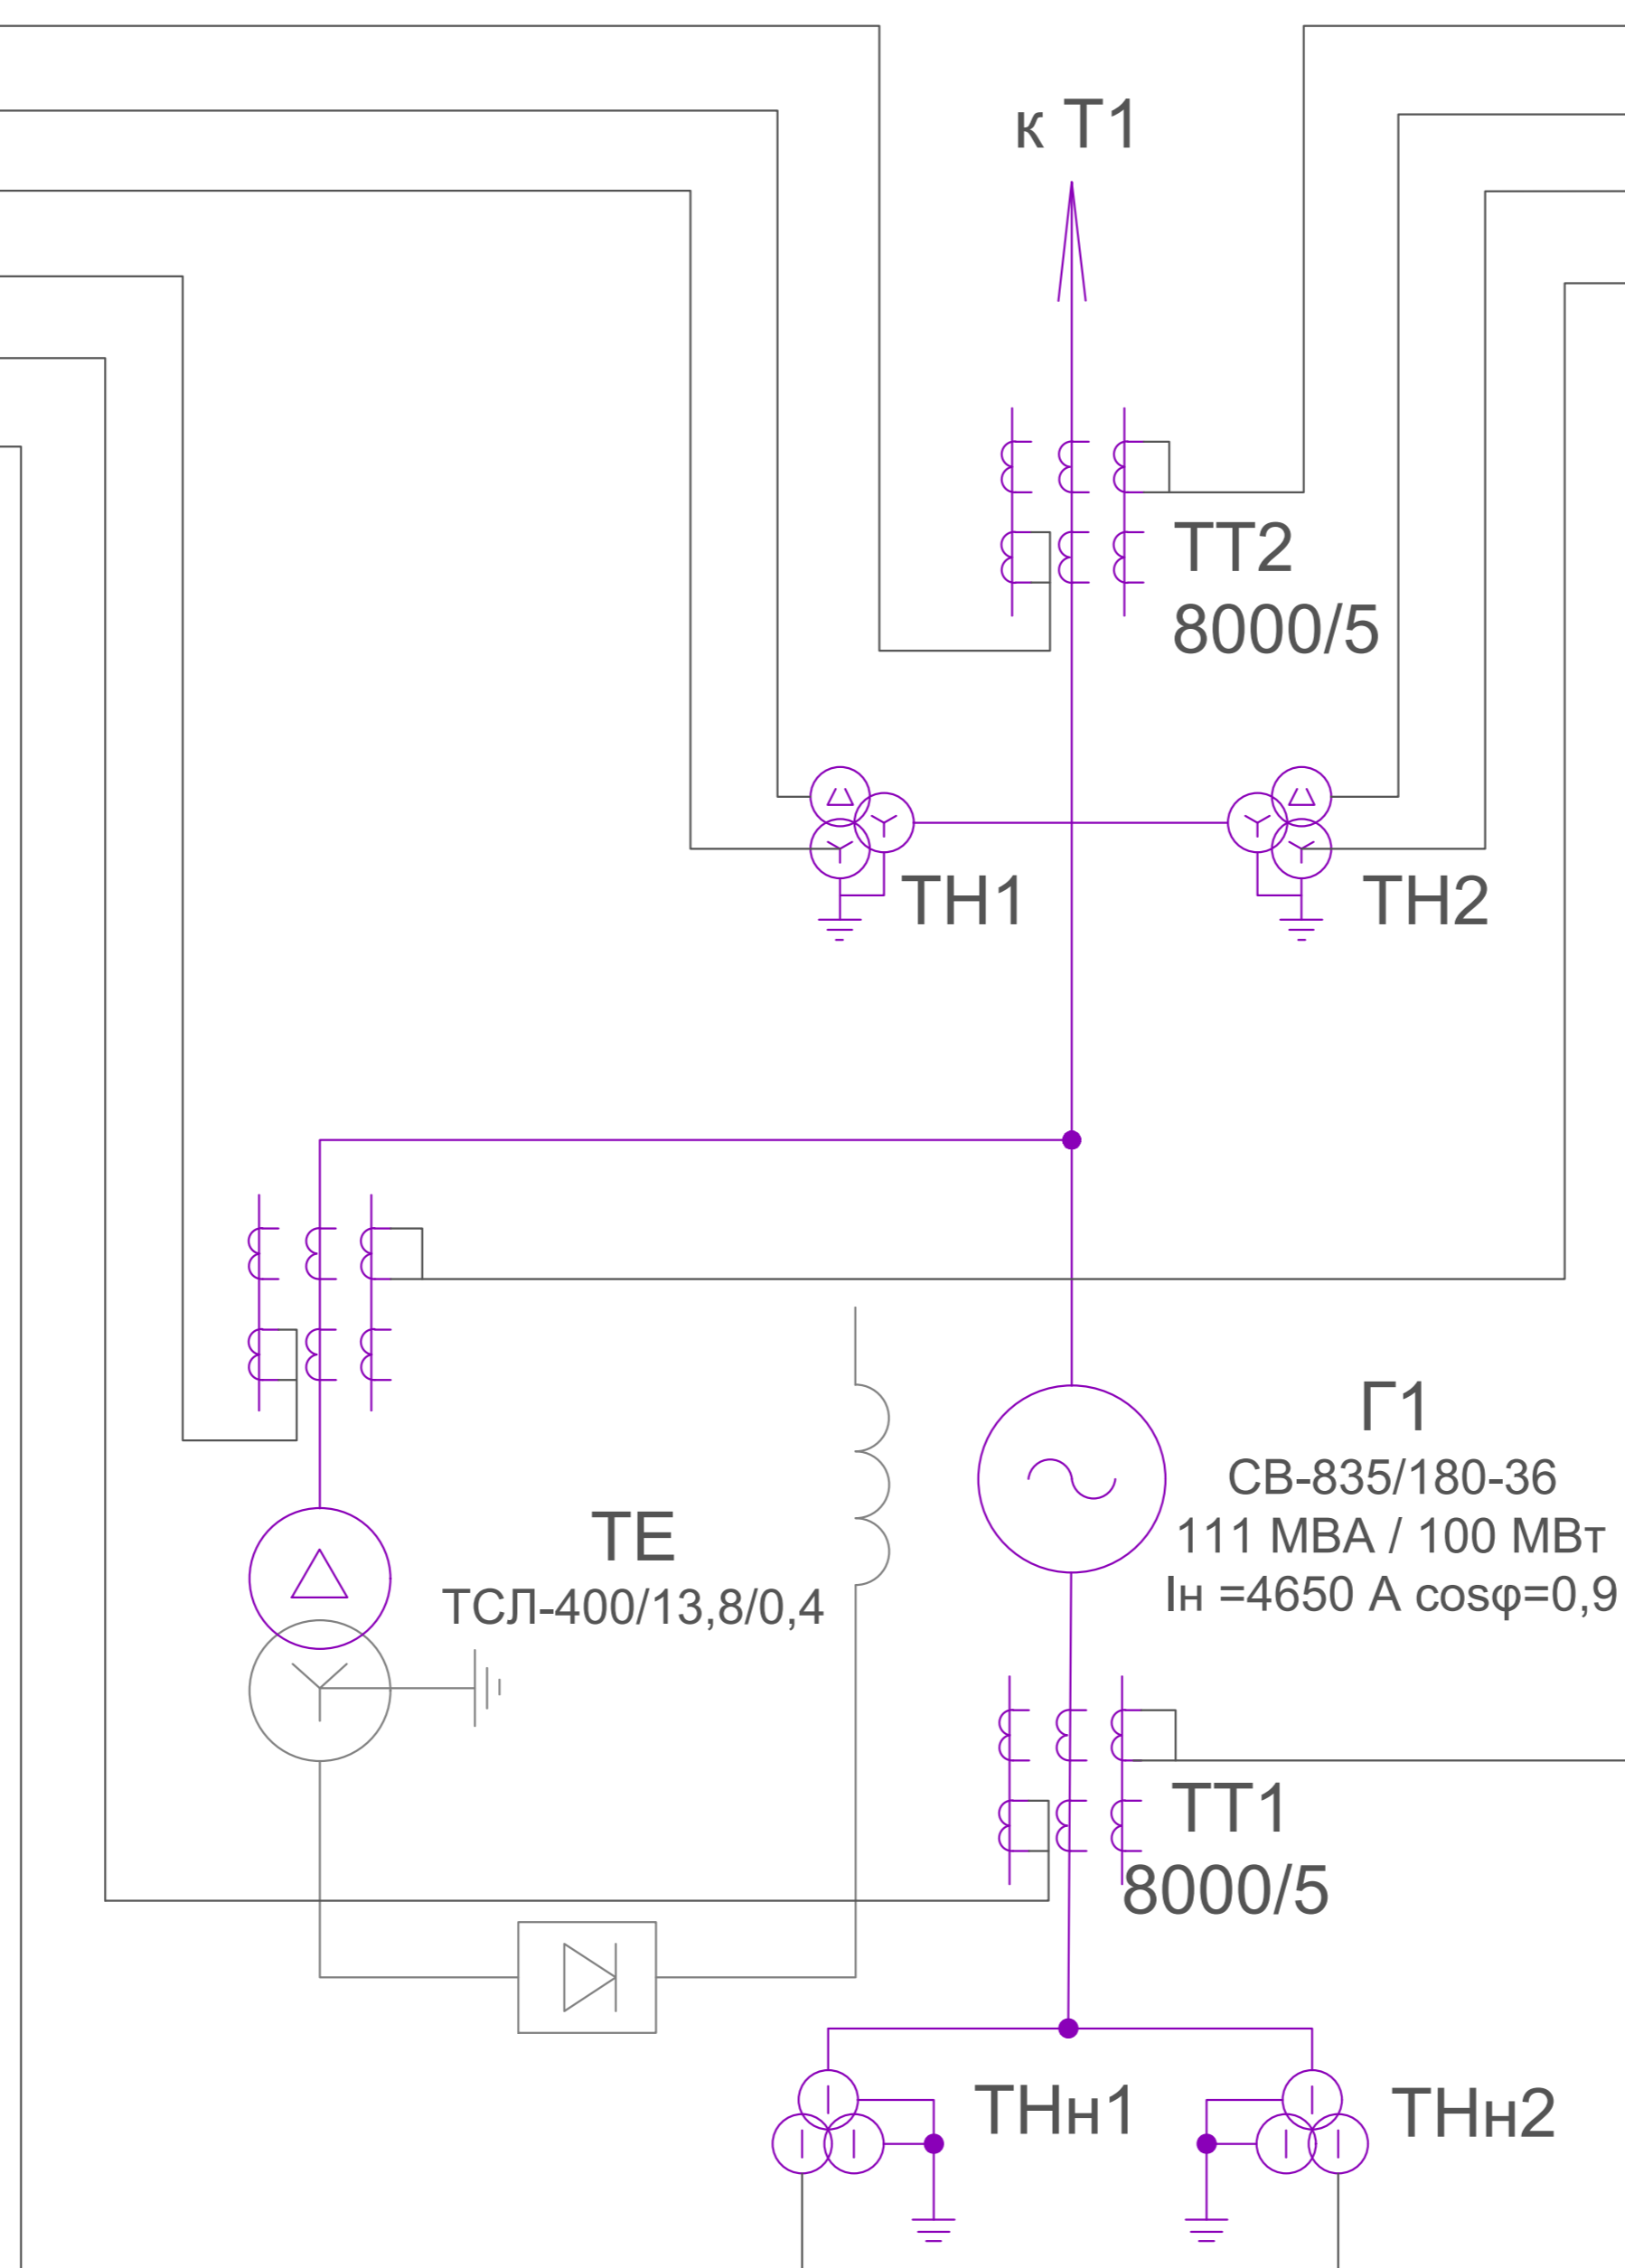 к Т1
ТТ2
8000/5
ТН1
ТН2
Г1
СВ-835/180-36
111 МВА / 100 МВт
Iн =4650 А cosφ=0,9
ТЕ
ТСЛ-400/13,8/0,4
ТТ1
8000/5
ТНн1
ТНн2